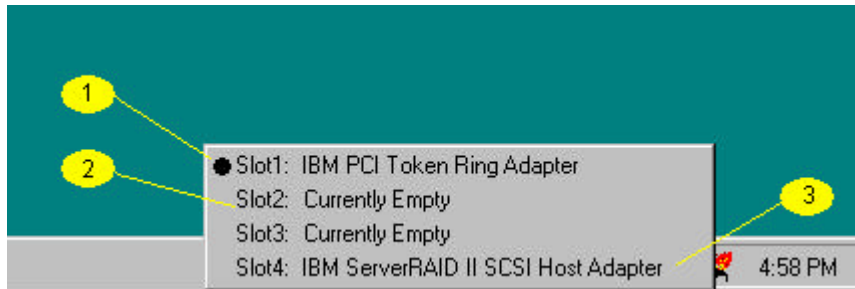 1
Slot1: IBM PCI Token Ring Adapter
2
Slot2: Currently Empty
3
Slot3: Currently Empty
Slot4: IBM ServerRAID II SCSI Host Adapter
4:58 PM